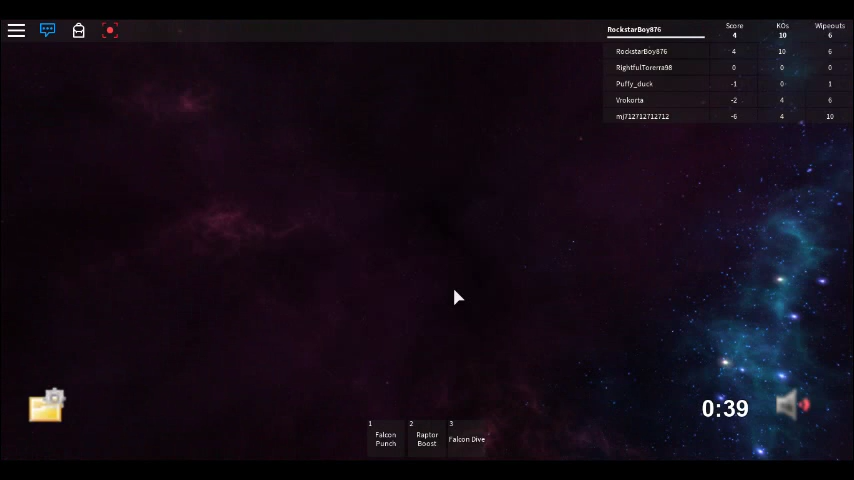 RockstarBoy876 Score KOs Wipeouts
4 10 6
RockstarBoy876 4 10 6
RightfulTorerra98 0 0 0
Puffy_duck -1 0 1
Vrokorta -2 4 6
mj712712712712 -6 4 10
0:39
1 2 3
Falcon Punch
Raptor Boost
Falcon Dive